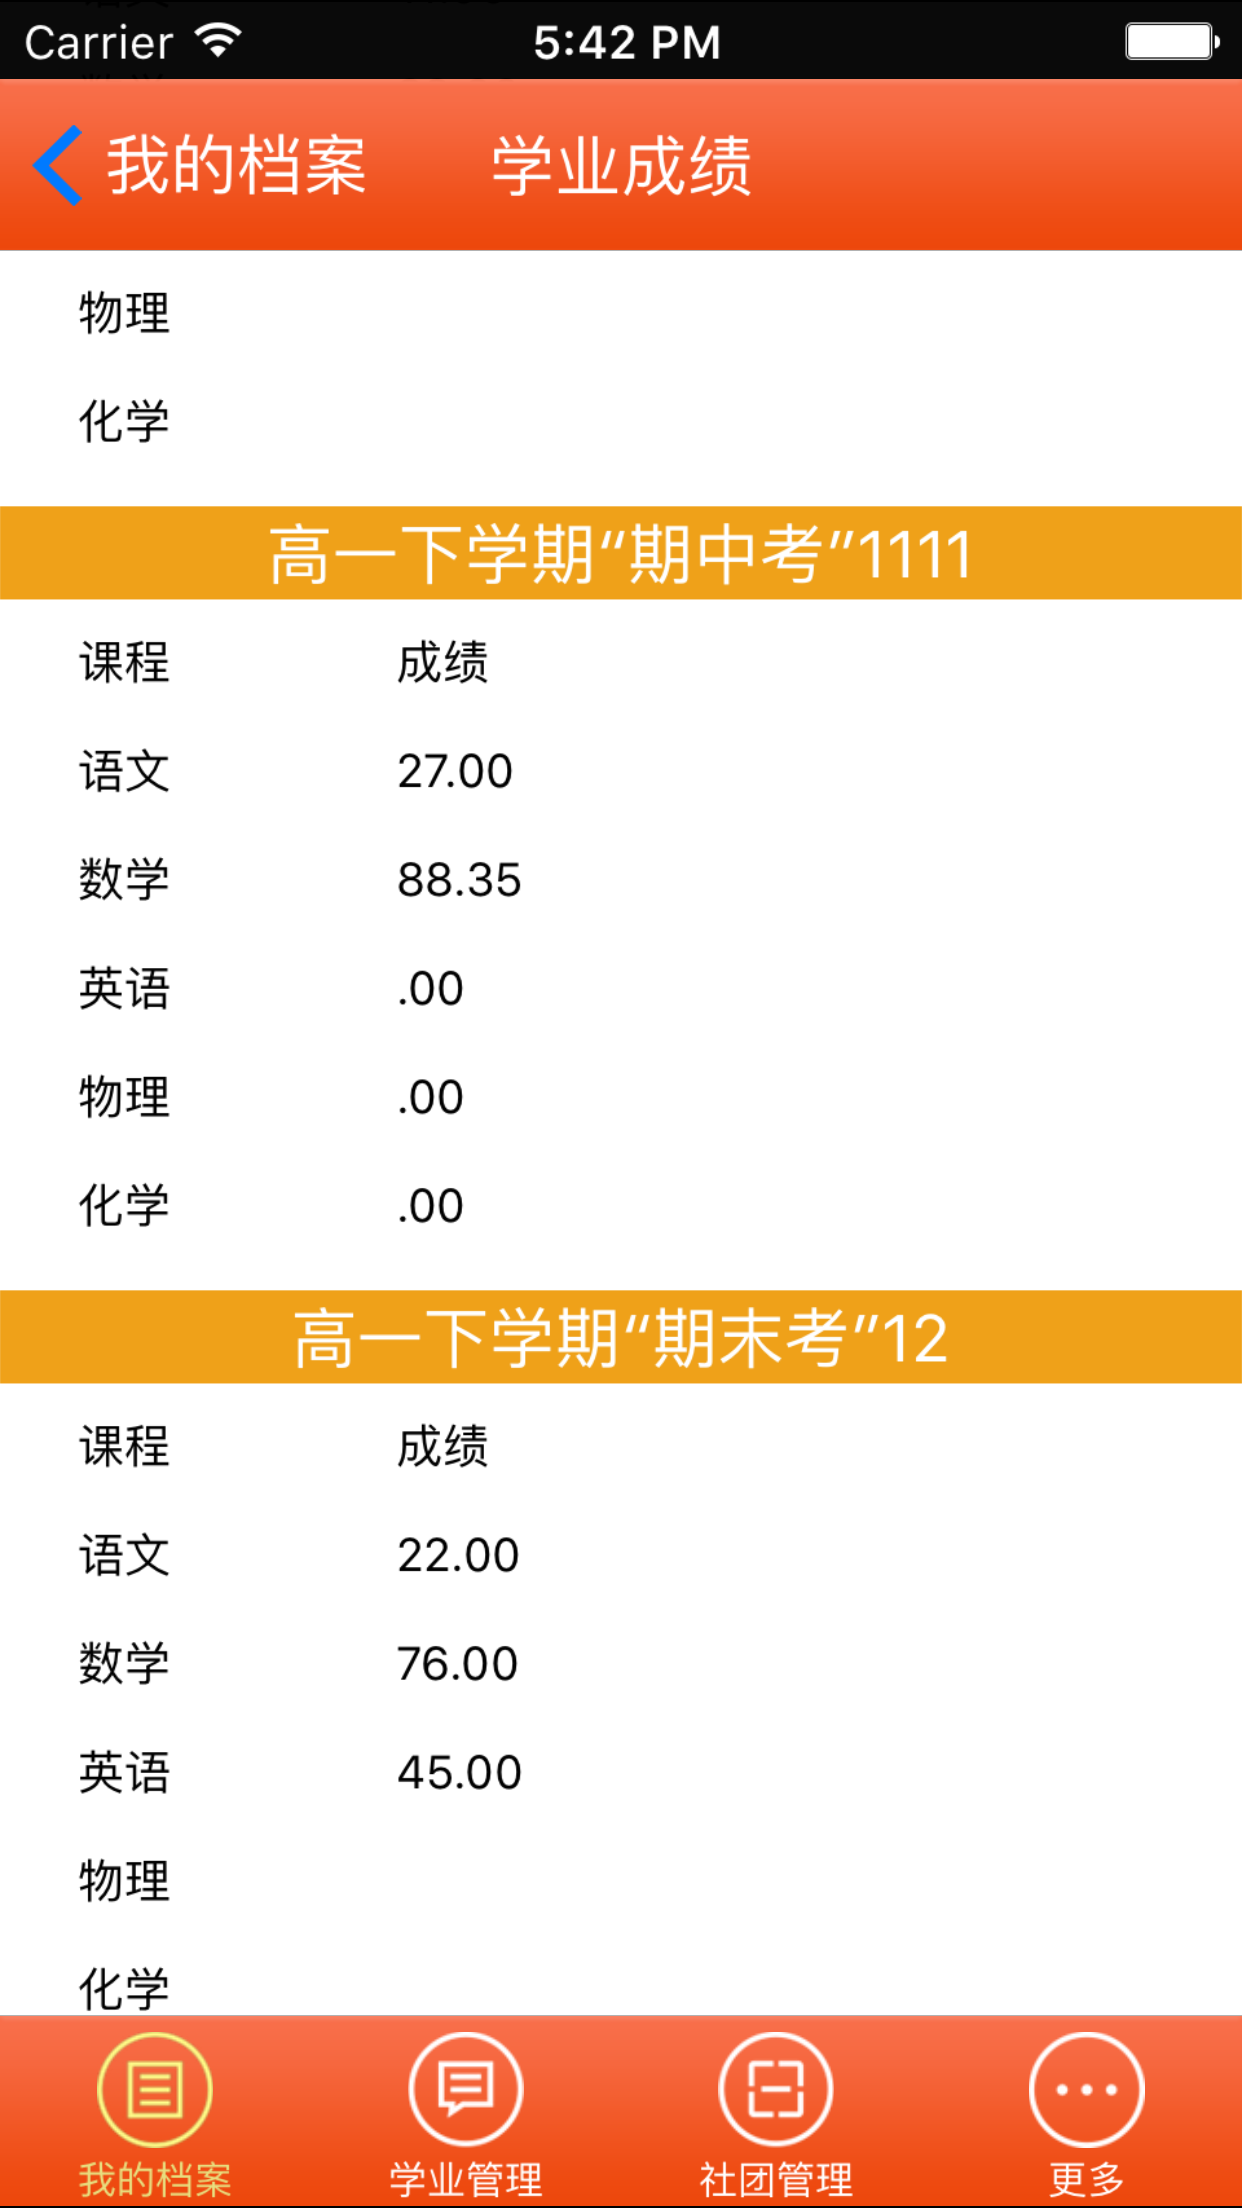 Carrier 5:42 PM
我的档案 学业成绩
物理
化学
高一下学期“期中考”1111
课程 成绩
语文 27.00
数学 88.35
英语 .00
物理 .00
化学 .00
高一下学期“期末考”12
课程 成绩
语文 22.00
数学 76.00
英语 45.00
物理
化学
我的档案 学业管理 社团管理 更多